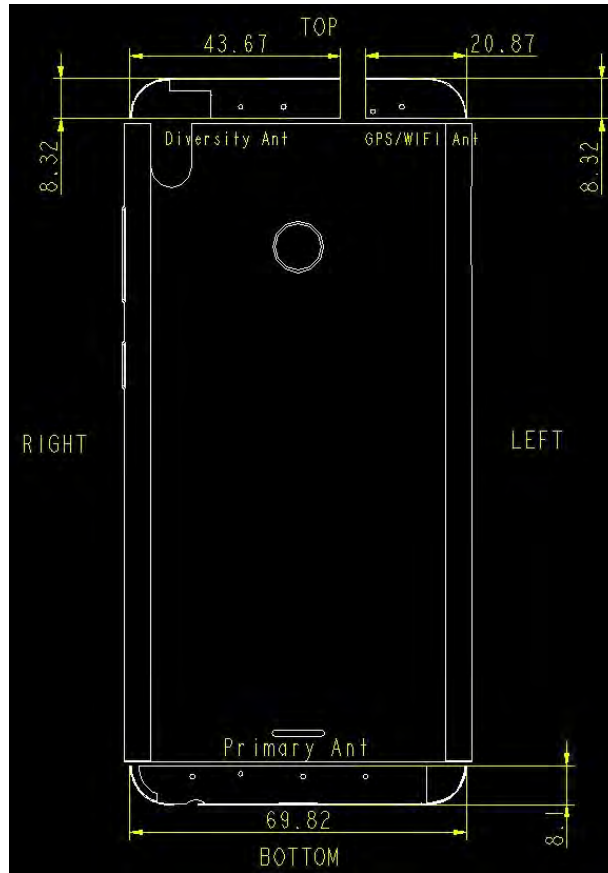 TOP
43.67
20.87
8.32
8.32
Diversity Ant
GPS/WIFI Ant
RIGHT
LEFT
Primary Ant
69.82
8.1
BOTTOM